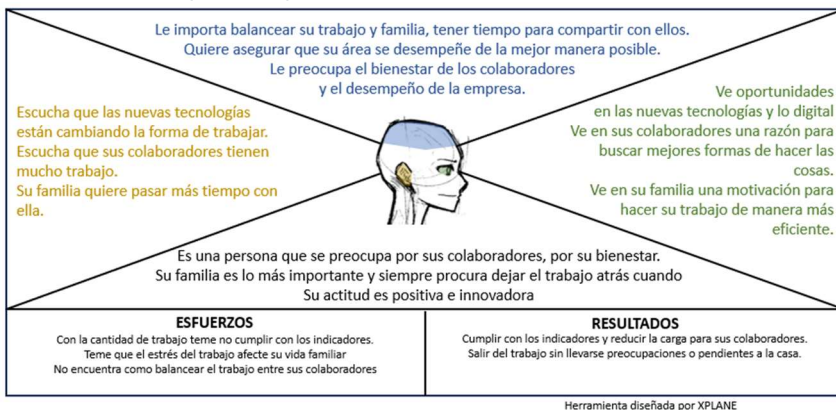 Le importa balancear su trabajo y familia, tener tiempo para compartir con ellos.
Quiere asegurar que su área se desempeñe de la mejor manera posible.
Le preocupa el bienestar de los colaboradores
y el desempeño de la empresa.
Escucha que las nuevas tecnologías
están cambiando la forma de trabajar.
Escucha que sus colaboradores tienen
mucho trabajo.
Su familia quiere pasar más tiempo con
ella.
Ve oportunidades
en las nuevas tecnologías y lo digital
Ve en sus colaboradores una razón para
buscar mejores formas de hacer las
cosas.
Ve en su familia una motivación para
hacer su trabajo de manera más
eficiente.
Es una persona que se preocupa por sus colaboradores, por su bienestar.
Su familia es lo más importante y siempre procura dejar el trabajo atrás cuando
Su actitud es positiva e innovadora
ESFUERZOS
Con la cantidad de trabajo teme no cumplir con los indicadores.
Teme que el estrés del trabajo afecte su vida familiar
No encuentra como balancear el trabajo entre sus colaboradores
RESULTADOS
Cumplir con los indicadores y reducir la carga para sus colaboradores.
Salir del trabajo sin llevarse preocupaciones o pendientes a la casa.
Herramienta diseñada por XPLANE